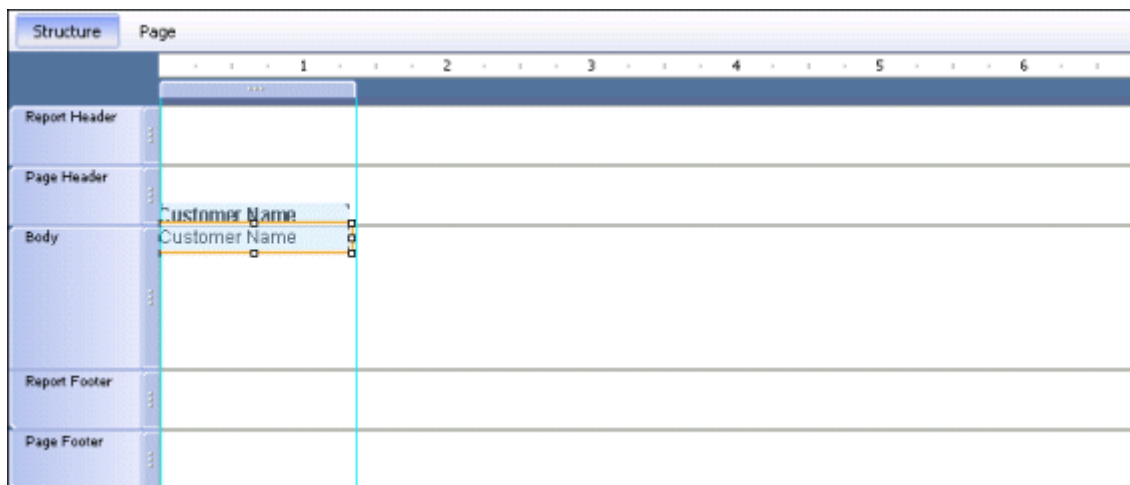 Structure Page
1 2 3 4 5 6
Report Header
Page Header
Customer Name
Body
Customer Name
Report Footer
Page Footer